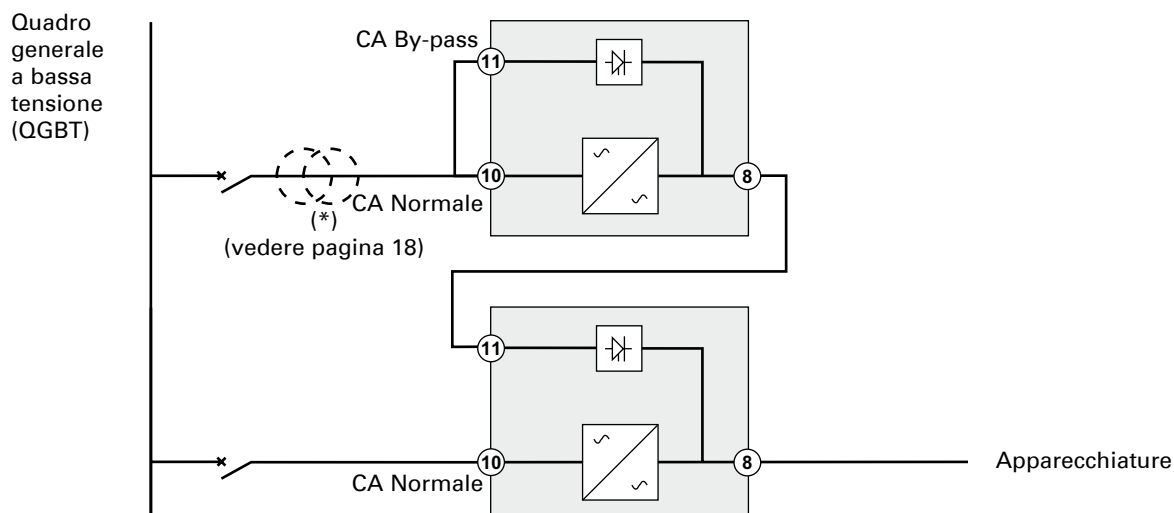 Quadro
generale
a bassa
tensione
(QGBT)
CA By-pass
11
10
8
CA Normale
(*)
(vedere pagina 18)
11
10
8
CA Normale
Apparecchiature